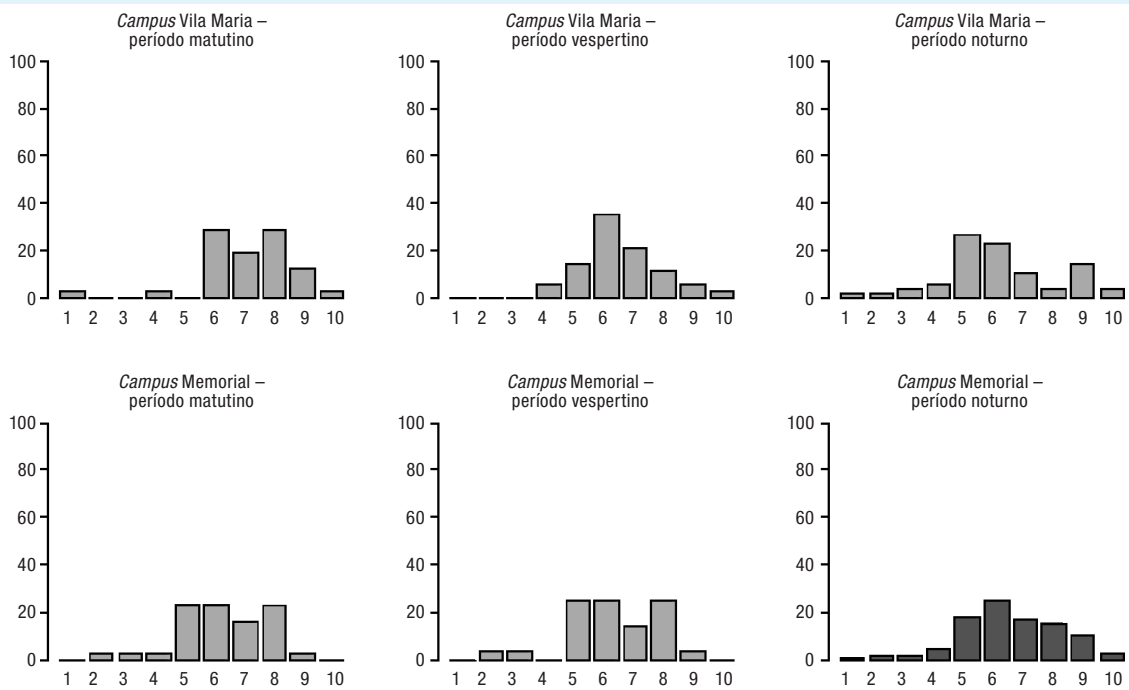 Campus Vila Maria –
período matutino
100
80
60
40
20
0
1 2 3 4 5 6 7 8 9 10
Campus Vila Maria –
período vespertino
100
80
60
40
20
0
1 2 3 4 5 6 7 8 9 10
Campus Vila Maria –
período noturno
100
80
60
40
20
0
1 2 3 4 5 6 7 8 9 10
Campus Memorial –
período matutino
100
80
60
40
20
0
1 2 3 4 5 6 7 8 9 10
Campus Memorial –
período vespertino
100
80
60
40
20
0
1 2 3 4 5 6 7 8 9 10
Campus Memorial –
período noturno
100
80
60
40
20
0
1 2 3 4 5 6 7 8 9 10